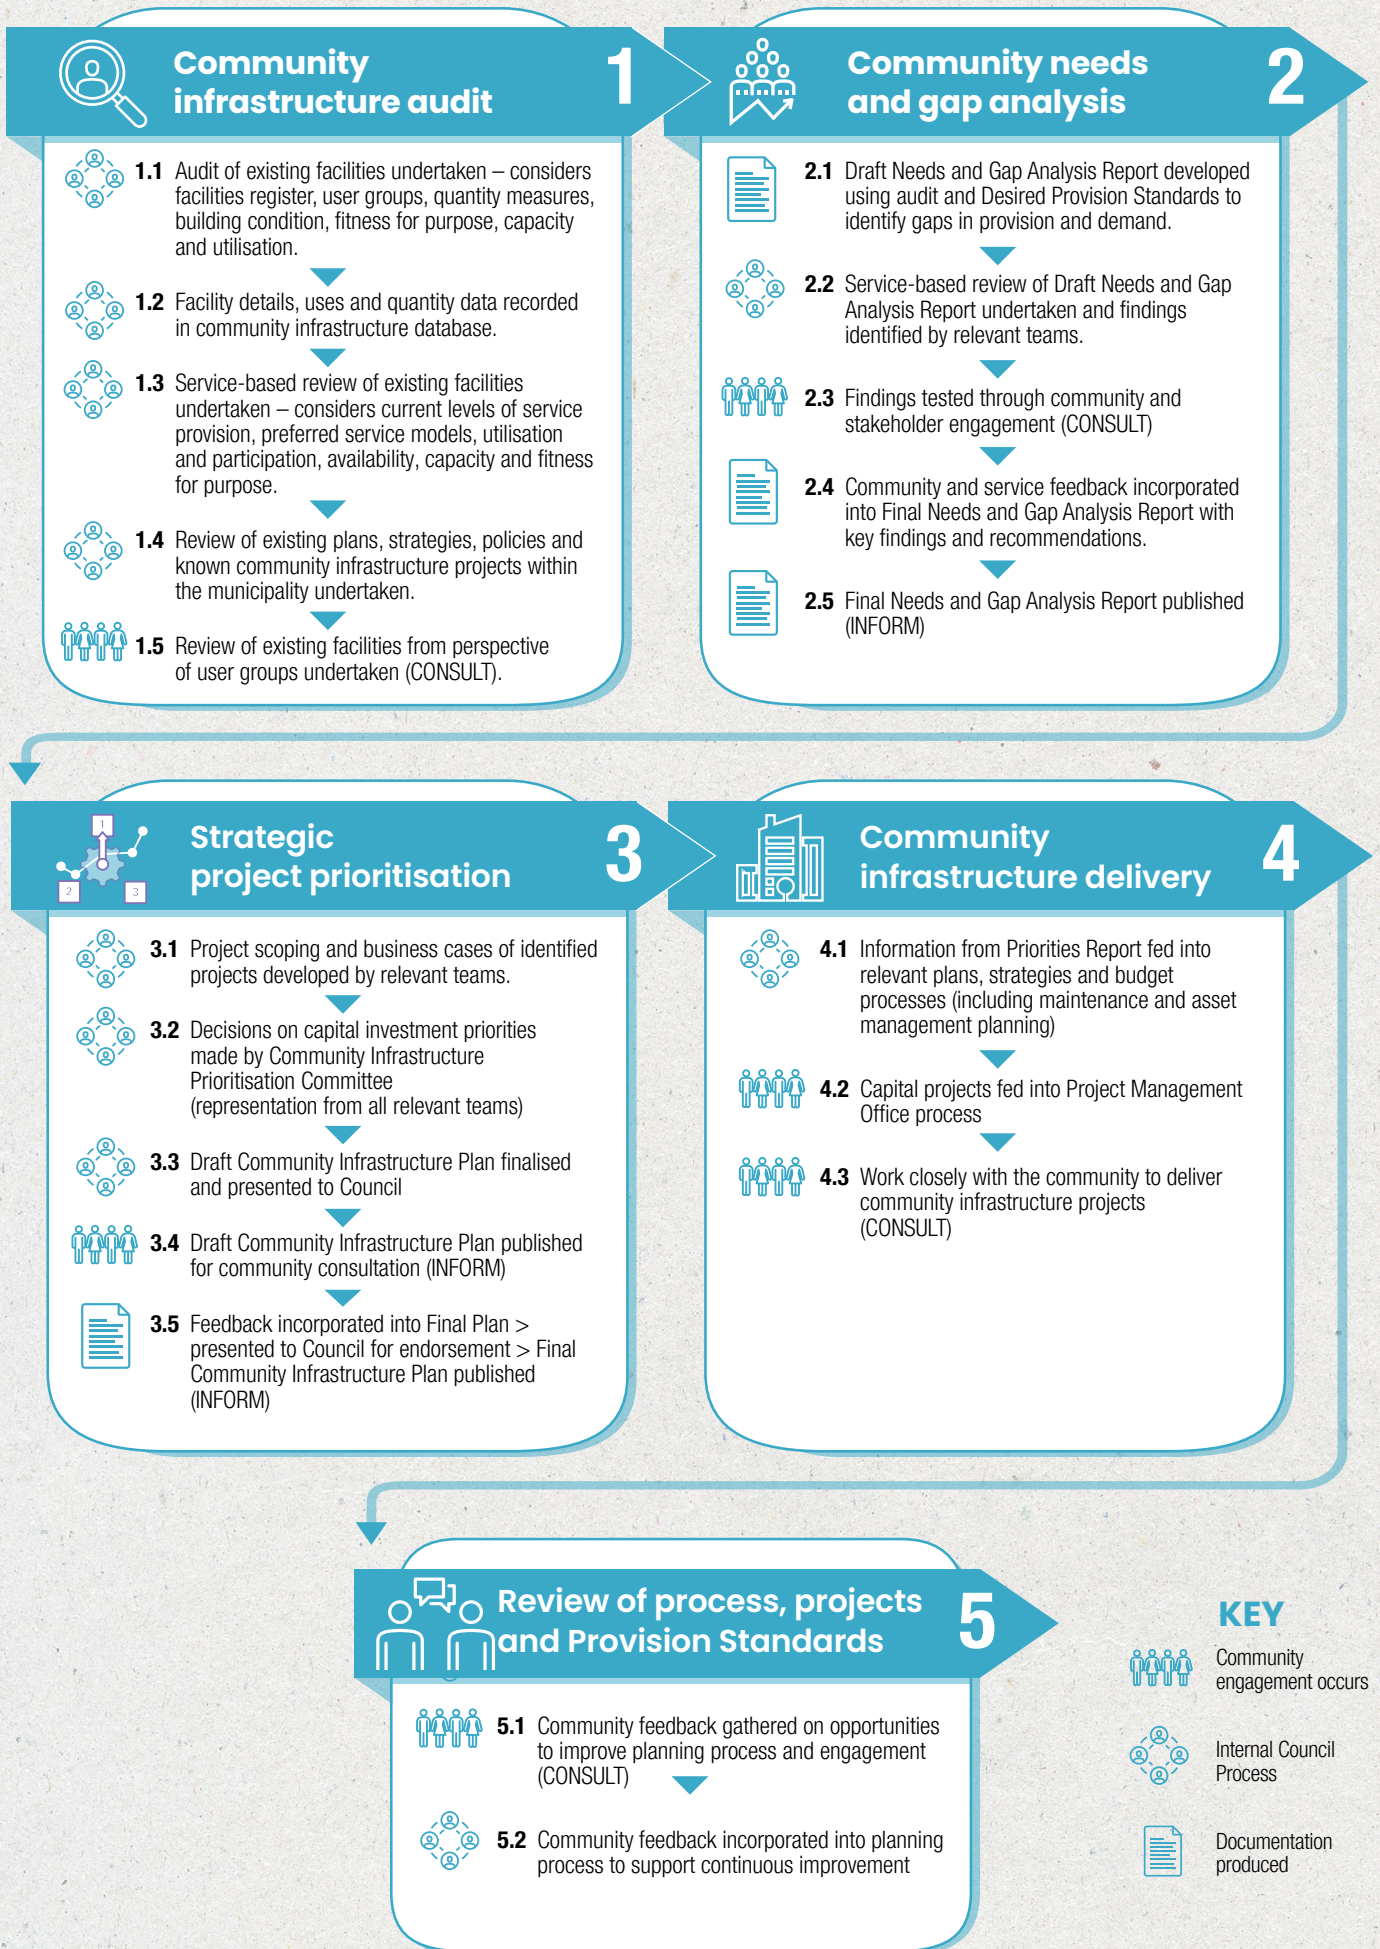 Community
infrastructure audit
1
1.1 Audit of existing facilities undertaken – considers
facilities register, user groups, quantity measures,
building condition, fitness for purpose, capacity
and utilisation.
1.2 Facility details, uses and quantity data recorded
in community infrastructure database.
1.3 Service-based review of existing facilities
undertaken – considers current levels of service
provision, preferred service models, utilisation
and participation, availability, capacity and fitness
for purpose.
1.4 Review of existing plans, strategies, policies and
known community infrastructure projects within
the municipality undertaken.
1.5 Review of existing facilities from perspective
of user groups undertaken (CONSULT).
Community needs
and gap analysis
2
2.1 Draft Needs and Gap Analysis Report developed
using audit and Desired Provision Standards to
identify gaps in provision and demand.
2.2 Service-based review of Draft Needs and Gap
Analysis Report undertaken and findings
identified by relevant teams.
2.3 Findings tested through community and
stakeholder engagement (CONSULT)
2.4 Community and service feedback incorporated
into Final Needs and Gap Analysis Report with
key findings and recommendations.
2.5 Final Needs and Gap Analysis Report published
(INFORM)
1
2
3
Strategic
project prioritisation
3
3.1 Project scoping and business cases of identified
projects developed by relevant teams.
3.2 Decisions on capital investment priorities
made by Community Infrastructure
Prioritisation Committee
(representation from all relevant teams)
3.3 Draft Community Infrastructure Plan finalised
and presented to Council
3.4 Draft Community Infrastructure Plan published
for community consultation (INFORM)
3.5 Feedback incorporated into Final Plan >
presented to Council for endorsement > Final
Community Infrastructure Plan published
(INFORM)
Community
infrastructure delivery
4
4.1 Information from Priorities Report fed into
relevant plans, strategies and budget
processes (including maintenance and asset
management planning)
4.2 Capital projects fed into Project Management
Office process
4.3 Work closely with the community to deliver
community infrastructure projects
(CONSULT)
Review of process, projects
and Provision Standards
5
5.1 Community feedback gathered on opportunities
to improve planning process and engagement
(CONSULT)
5.2 Community feedback incorporated into planning
process to support continuous improvement
KEY
Community
engagement occurs
Internal Council
Process
Documentation
produced